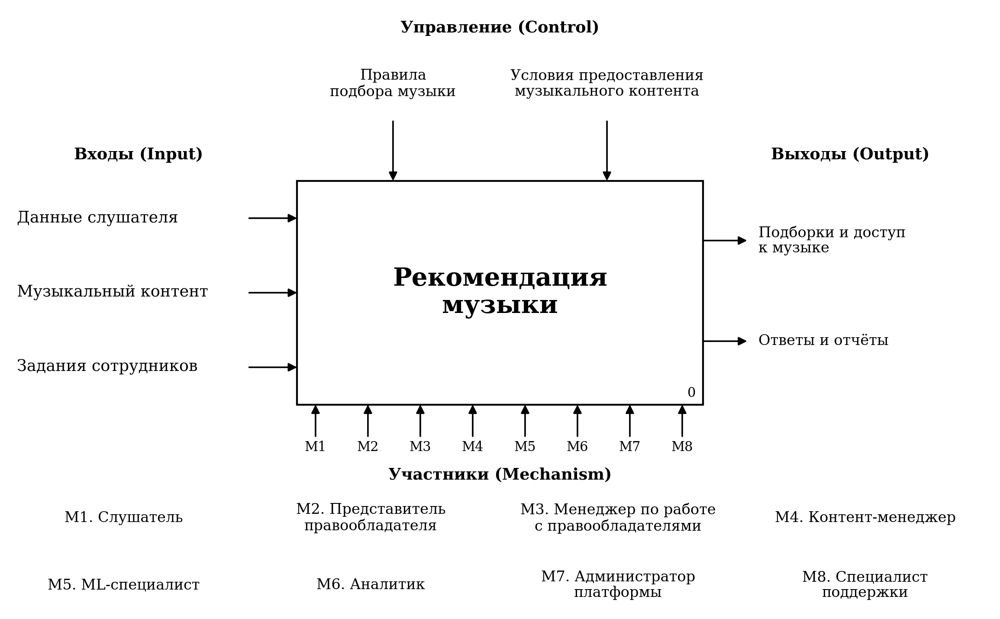 Управление (Control)
Правила
подбора музыки
Условия предоставления
музыкального контента
Входы (Input)
Выходы (Output)
Данные слушателя
Музыкальный контент
Задания сотрудников
Рекомендация
музыки
0
Подборки и доступ
к музыке
Ответы и отчёты
M1 M2 M3 M4 M5 M6 M7 M8
Участники (Mechanism)
M1. Слушатель
M2. Представитель
правообладателя
M3. Менеджер по работе
с правообладателями
M4. Контент-менеджер
M5. ML-специалист
M6. Аналитик
M7. Администратор
платформы
M8. Специалист
поддержки